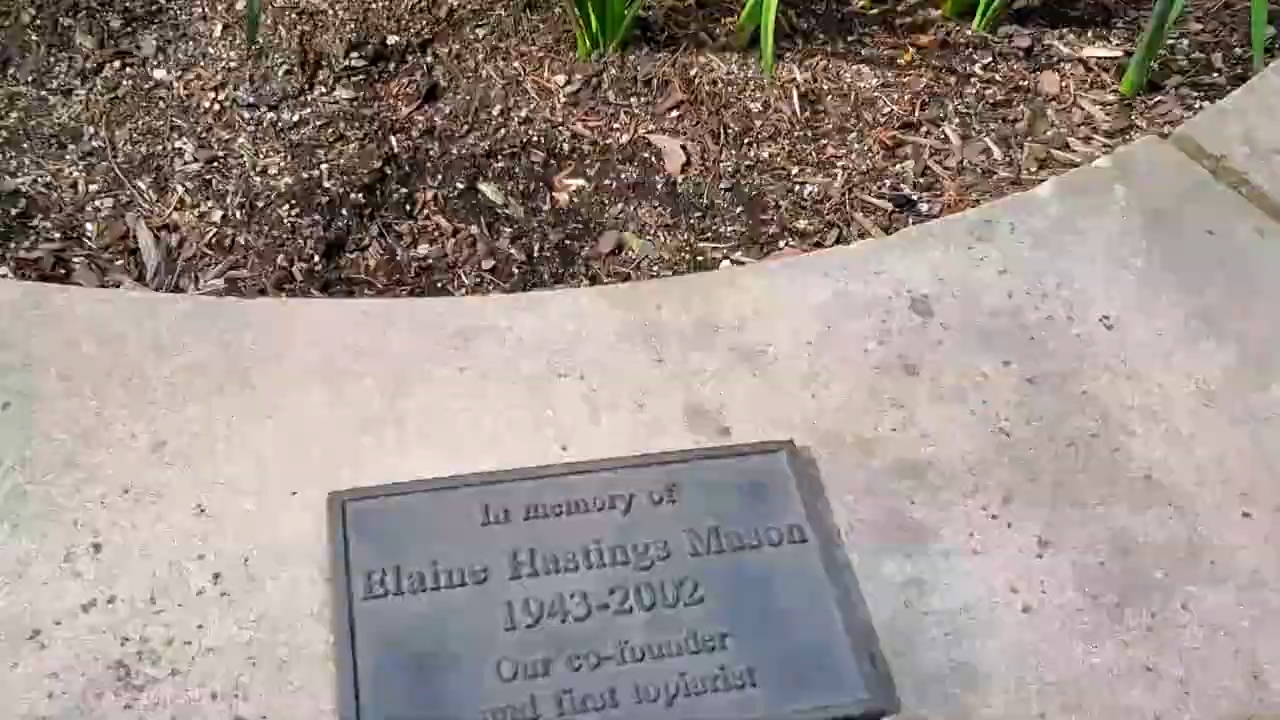 In memory of
Elaine Hastings Mason
1943-2002
Our co-founder
and first topiarist